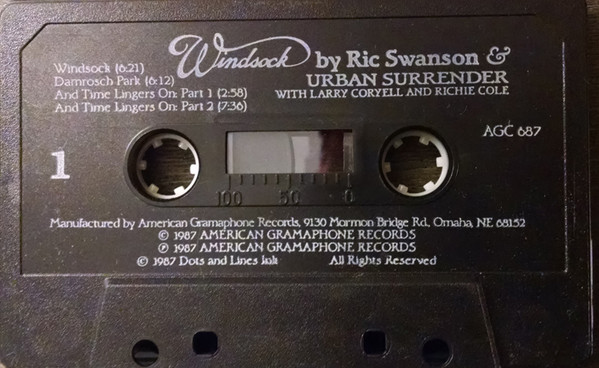 Windsock by Ric Swanson &
URBAN SURRENDER
WITH LARRY CORYELL AND RICHIE COLE
Windsock (6:21)
Damrosch Park (6:12)
And Time Lingers On: Part 1 (2:58)
And Time Lingers On: Part 2 (7:36)
AGC 687
1
100 50 0
Manufactured by American Gramaphone Records, 9130 Mormon Bridge Rd., Omaha, NE 68152
© 1987 AMERICAN GRAMAPHONE RECORDS
℗ 1987 AMERICAN GRAMAPHONE RECORDS
© 1987 Dots and Lines Ink All Rights Reserved